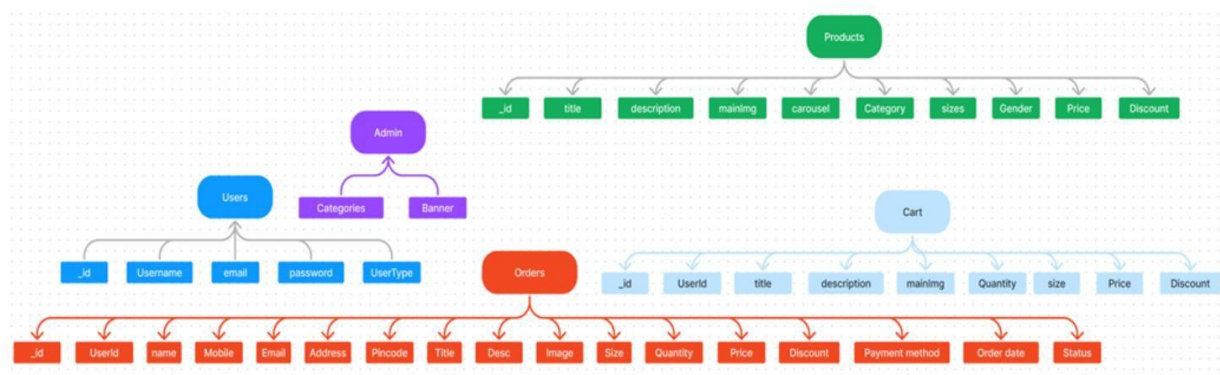 Products
_id title description mainImg carousel Category sizes Gender Price Discount
Admin
Categories Banner
Users
_id Username email password UserType
Cart
_id UserId title description mainImg Quantity size Price Discount
Orders
_id UserId name Mobile Email Address Pincode Title Desc Image Size Quantity Price Discount Payment method Order date Status